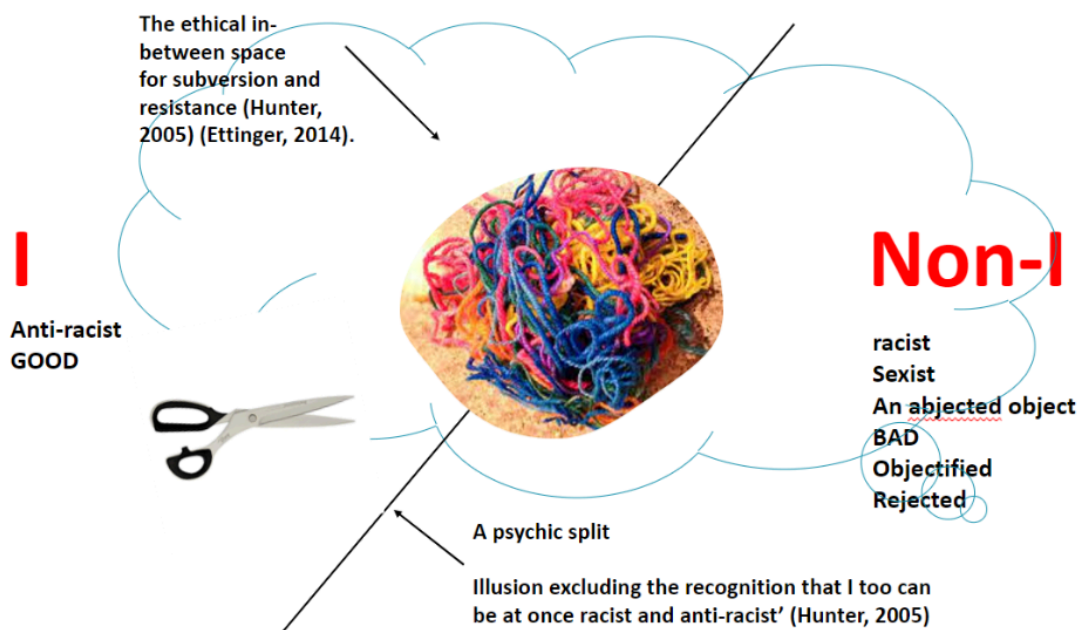 The ethical in-
between space
for subversion and
resistance (Hunter,
2005) (Ettinger, 2014).
I
Anti-racist
GOOD
Non-I
racist
Sexist
An abjected object
BAD
Objectified
Rejected
A psychic split
Illusion excluding the recognition that I too can
be at once racist and anti-racist’ (Hunter, 2005)